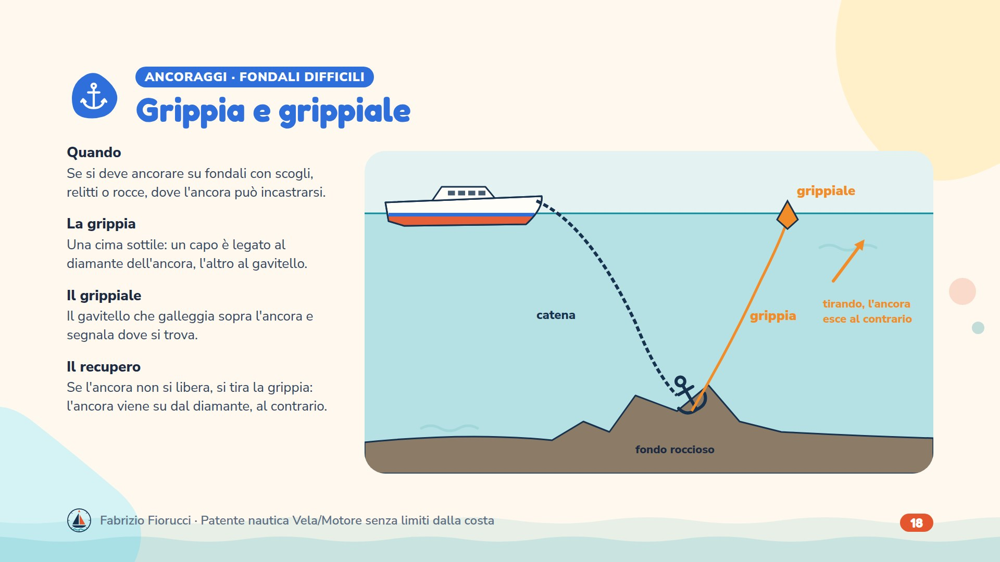 ANCORAGGI · FONDALI DIFFICILI
Grippia e grippiale
Quando
Se si deve ancorare su fondali con scogli,
relitti o rocce, dove l'ancora può incastrarsi.
La grippia
Una cima sottile: un capo è legato al
diamante dell'ancora, l'altro al gavitello.
Il grippiale
Il gavitello che galleggia sopra l'ancora e
segnala dove si trova.
Il recupero
Se l'ancora non si libera, si tira la grippia:
l'ancora viene su dal diamante, al contrario.
grippiale
catena
grippia
tirando, l'ancora
esce al contrario
fondo roccioso
Fabrizio Fiorucci · Patente nautica Vela/Motore senza limiti dalla costa
18